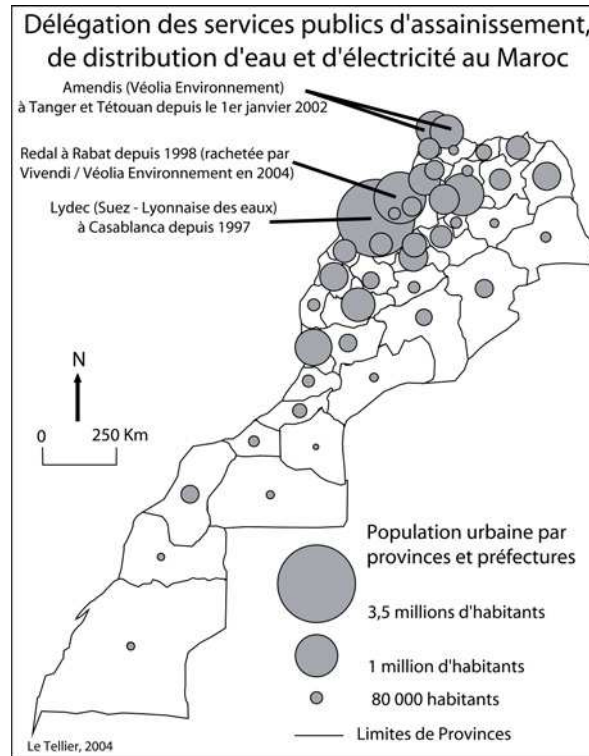 Délégation des services publics d'assainissement,
de distribution d'eau et d'électricité au Maroc
Amendis (Véolia Environnement)
à Tanger et Tétouan depuis le 1er janvier 2002
Redal à Rabat depuis 1998 (rachetée par
Vivendi / Véolia Environnement en 2004)
Lydec (Suez - Lyonnaise des eaux)
à Casablanca depuis 1997
N
0 250 Km
Population urbaine par
provinces et préfectures
3,5 millions d'habitants
1 million d'habitants
80 000 habitants
Limites de Provinces
Le Tellier, 2004